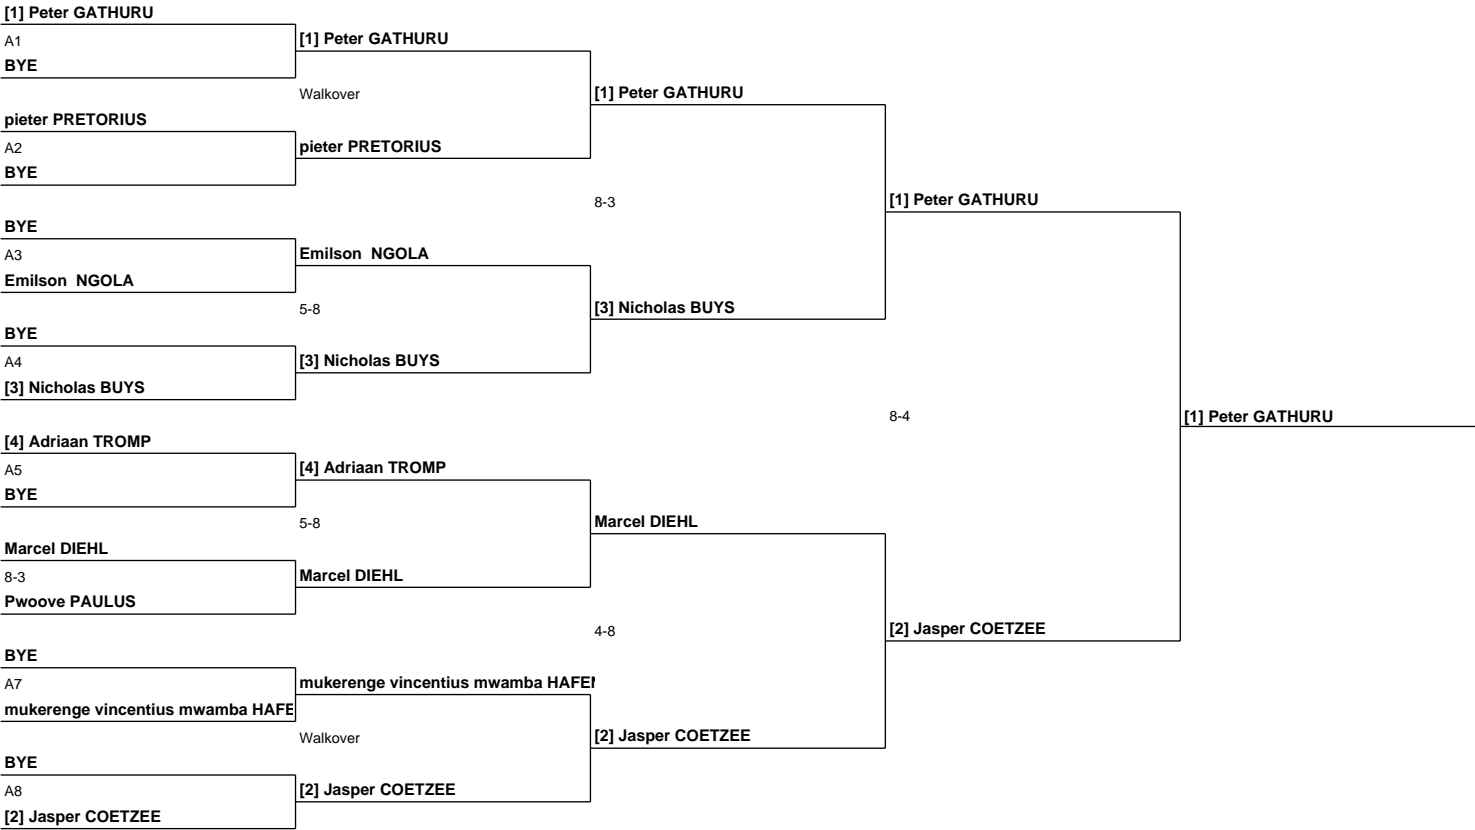 [1] Peter GATHURU
A1
BYE
pieter PRETORIUS
A2
BYE
BYE
A3
Emilson  NGOLA
BYE
A4
[3] Nicholas BUYS
[4] Adriaan TROMP
A5
BYE
Marcel DIEHL
8-3
Pwoove PAULUS
BYE
A7
mukerenge vincentius mwamba HAFE
BYE
A8
[2] Jasper COETZEE
[1] Peter GATHURU
Walkover
pieter PRETORIUS
Emilson  NGOLA
5-8
[3] Nicholas BUYS
[4] Adriaan TROMP
5-8
Marcel DIEHL
mukerenge vincentius mwamba HAFE
Walkover
[2] Jasper COETZEE
[1] Peter GATHURU
8-3
[3] Nicholas BUYS
Marcel DIEHL
4-8
[2] Jasper COETZEE
[1] Peter GATHURU
8-4
[2] Jasper COETZEE
[1] Peter GATHURU